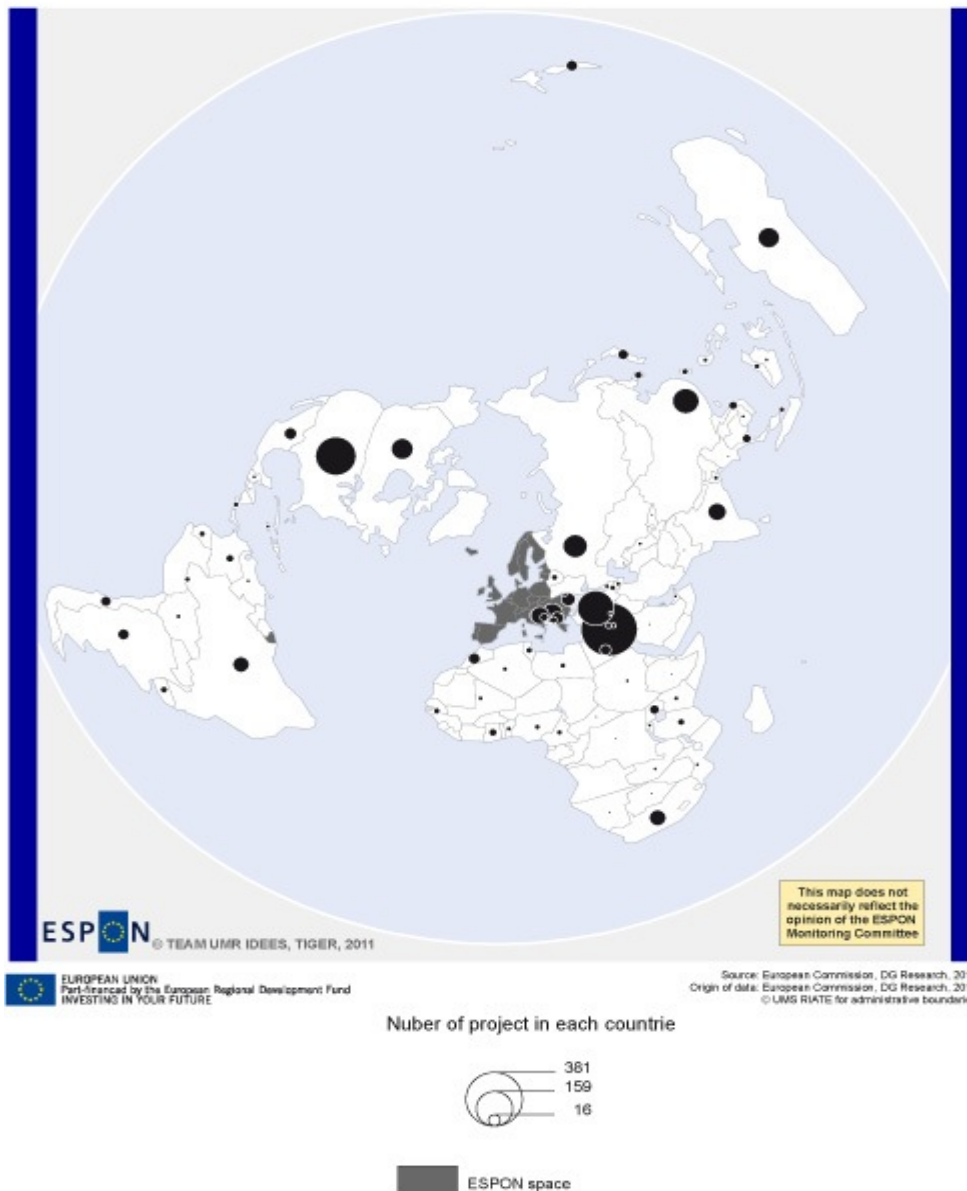 This map does not
necessarily reflect the
opinion of the ESPON
Monitoring Committee
ESPON
© TEAM UMR IDEES, TIGER, 2011
EUROPEAN UNION
Part-financed by the European Regional Development Fund
INVESTING IN YOUR FUTURE
Source: European Commission, DG Research, 201
Origin of data: European Commission, DG Research, 201
© UMS RIATE for administrative boundarie
Nuber of project in each countrie
381
159
16
ESPON space